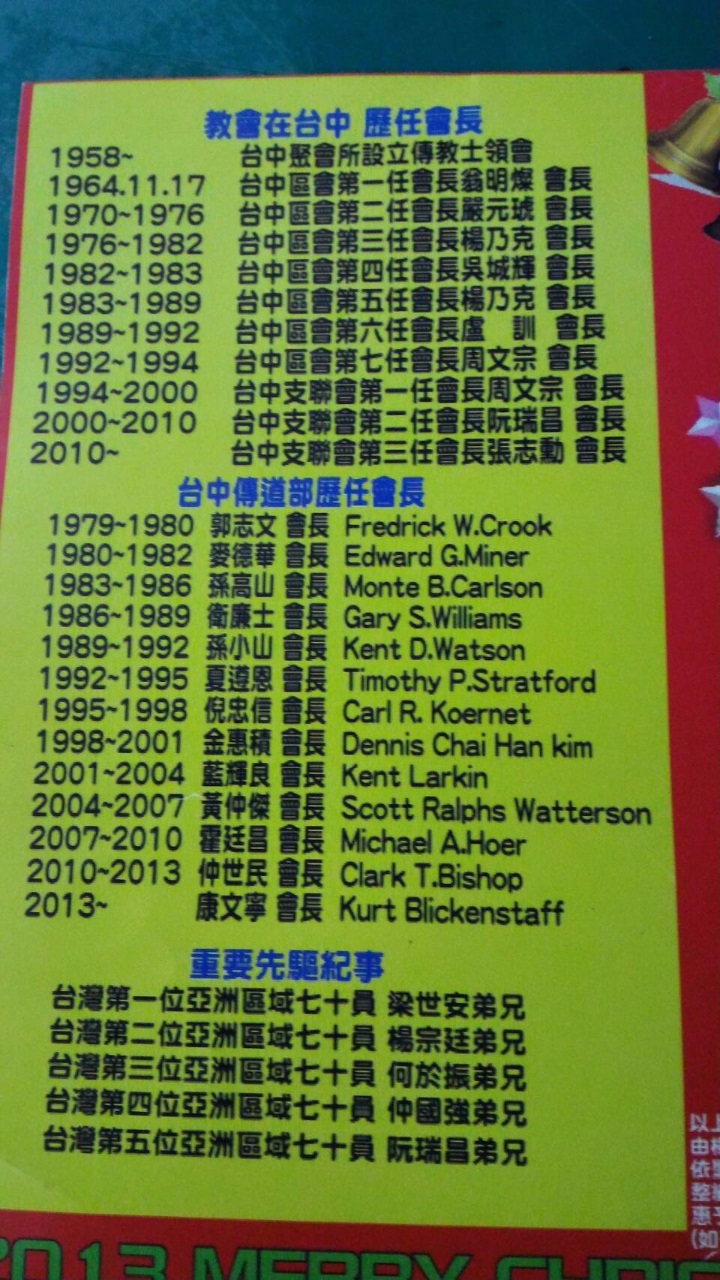 教會在台中 歷任會長
1958~ 台中聚會所設立傳教士領會
1964.11.17 台中區會第一任會長翁明燦 會長
1970~1976 台中區會第二任會長嚴元琥 會長
1976~1982 台中區會第三任會長楊乃克 會長
1982~1983 台中區會第四任會長吳城輝 會長
1983~1989 台中區會第五任會長楊乃克 會長
1989~1992 台中區會第六任會長盧 訓 會長
1992~1994 台中區會第七任會長周文宗 會長
1994~2000 台中支聯會第一任會長周文宗 會長
2000~2010 台中支聯會第二任會長阮瑞昌 會長
2010~ 台中支聯會第三任會長張志勳 會長
台中傳道部歷任會長
1979~1980 郭志文 會長 Fredrick W.Crook
1980~1982 麥德華 會長 Edward G.Miner
1983~1986 孫高山 會長 Monte B.Carlson
1986~1989 衛廉士 會長 Gary S.Williams
1989~1992 孫小山 會長 Kent D.Watson
1992~1995 夏遵恩 會長 Timothy P.Stratford
1995~1998 倪忠信 會長 Carl R. Koernet
1998~2001 金惠積 會長 Dennis Chai Han kim
2001~2004 藍輝良 會長 Kent Larkin
2004~2007 黃仲傑 會長 Scott Ralphs Watterson
2007~2010 霍廷昌 會長 Michael A.Hoer
2010~2013 仲世民 會長 Clark T.Bishop
2013~ 康文寧 會長 Kurt Blickenstaff
重要先驅紀事
台灣第一位亞洲區域七十員 梁世安弟兄
台灣第二位亞洲區域七十員 楊宗廷弟兄
台灣第三位亞洲區域七十員 何於振弟兄
台灣第四位亞洲區域七十員 仲國強弟兄
台灣第五位亞洲區域七十員 阮瑞昌弟兄
以
由
依
整
惠
(如
2013 MERRY CHRIS